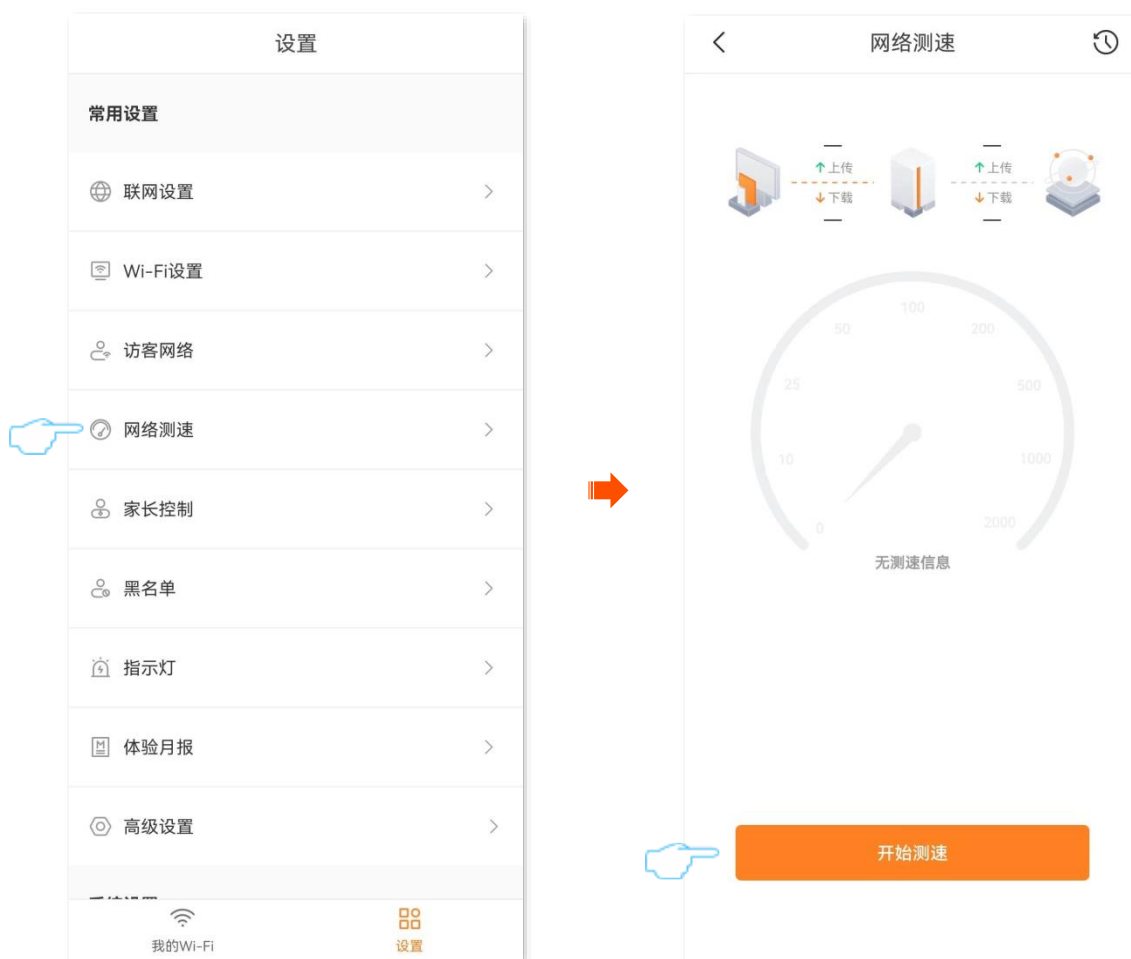 设置
常用设置
联网设置
Wi-Fi设置
访客网络
网络测速
家长控制
黑名单
指示灯
体验月报
高级设置
我的Wi-Fi
设置
网络测速
上传
上传
下载
下载
100
50
200
25
500
10
1000
0
2000
无测速信息
开始测速